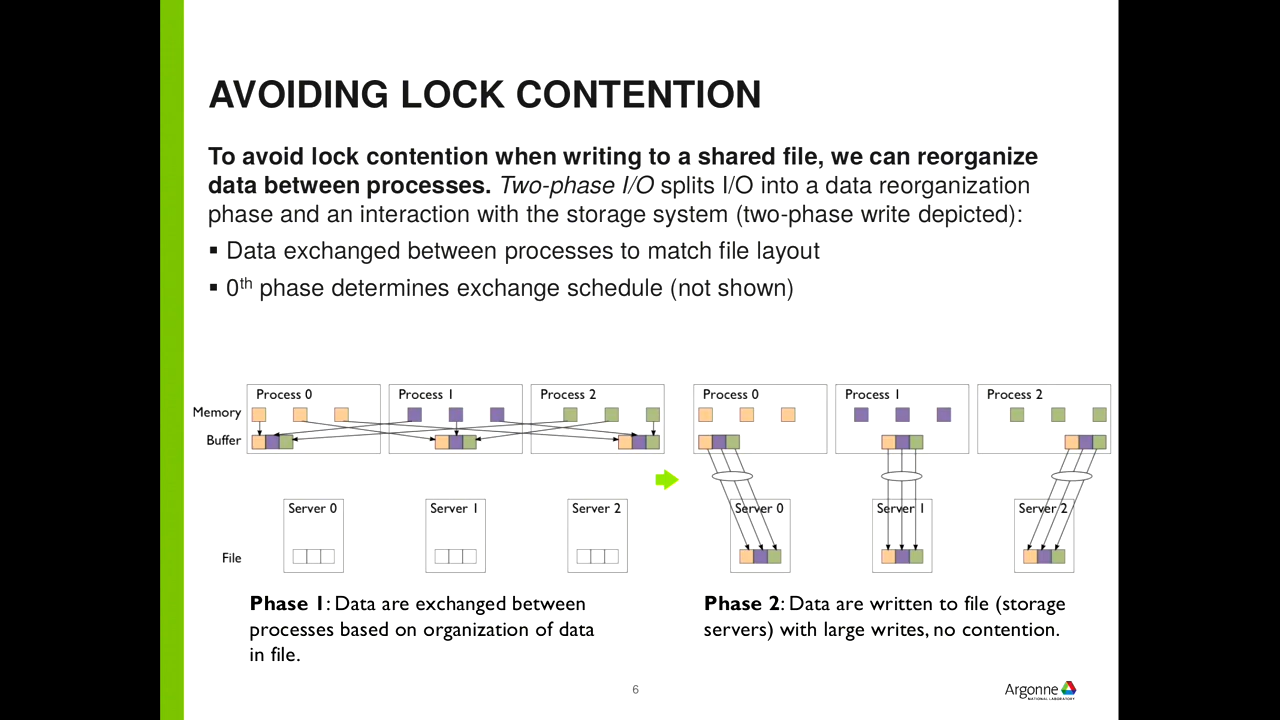 AVOIDING LOCK CONTENTION
To avoid lock contention when writing to a shared file, we can reorganize
data between processes. Two-phase I/O splits I/O into a data reorganization
phase and an interaction with the storage system (two-phase write depicted):
▪ Data exchanged between processes to match file layout
▪ 0th phase determines exchange schedule (not shown)
Process 0 Process 1 Process 2 Process 0 Process 1 Process 2
Memory
Buffer
Server 0 Server 1 Server 2 Server 0 Server 1 Server 2
File
Phase 1: Data are exchanged between
processes based on organization of data
in file.
Phase 2: Data are written to file (storage
servers) with large writes, no contention.
6
Argonne
NATIONAL LABORATORY